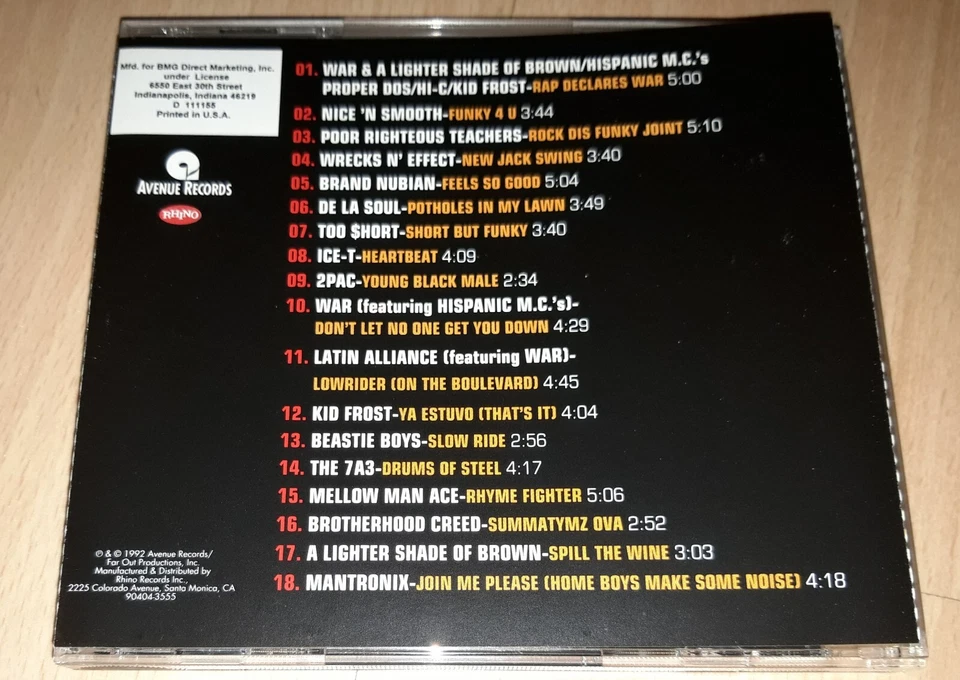 Mfd. for BMG Direct Marketing, Inc.
under License
6550 East 30th Street
Indianapolis, Indiana 46219
D 111155
Printed in U.S.A.
AVENUE RECORDS
RHINO
01. WAR & A LIGHTER SHADE OF BROWN/HISPANIC M.C.'s
PROPER DOS/HI-C/KID FROST-RAP DECLARES WAR 5:00
02. NICE 'N SMOOTH-FUNKY 4 U 3:44
03. POOR RIGHTEOUS TEACHERS-ROCK DIS FUNKY JOINT 5:10
04. WRECKS N' EFFECT-NEW JACK SWING 3:40
05. BRAND NUBIAN-FEELS SO GOOD 5:04
06. DE LA SOUL-POTHOLES IN MY LAWN 3:49
07. TOO $HORT-SHORT BUT FUNKY 3:40
08. ICE-T-HEARTBEAT 4:09
09. 2PAC-YOUNG BLACK MALE 2:34
10. WAR (featuring HISPANIC M.C.'s)-
DON'T LET NO ONE GET YOU DOWN 4:29
11. LATIN ALLIANCE (featuring WAR)-
LOWRIDER (ON THE BOULEVARD) 4:45
12. KID FROST-YA ESTUVO (THAT'S IT) 4:04
13. BEASTIE BOYS-SLOW RIDE 2:56
14. THE 7A3-DRUMS OF STEEL 4:17
15. MELLOW MAN ACE-RHYME FIGHTER 5:06
16. BROTHERHOOD CREED-SUMMATYMZ OVA 2:52
17. A LIGHTER SHADE OF BROWN-SPILL THE WINE 3:03
18. MANTRONIX-JOIN ME PLEASE (HOME BOYS MAKE SOME NOISE) 4:18
℗ & © 1992 Avenue Records/
Far Out Productions, Inc.
Manufactured & Distributed by
Rhino Records Inc.,
2225 Colorado Avenue, Santa Monica, CA
90404-3555